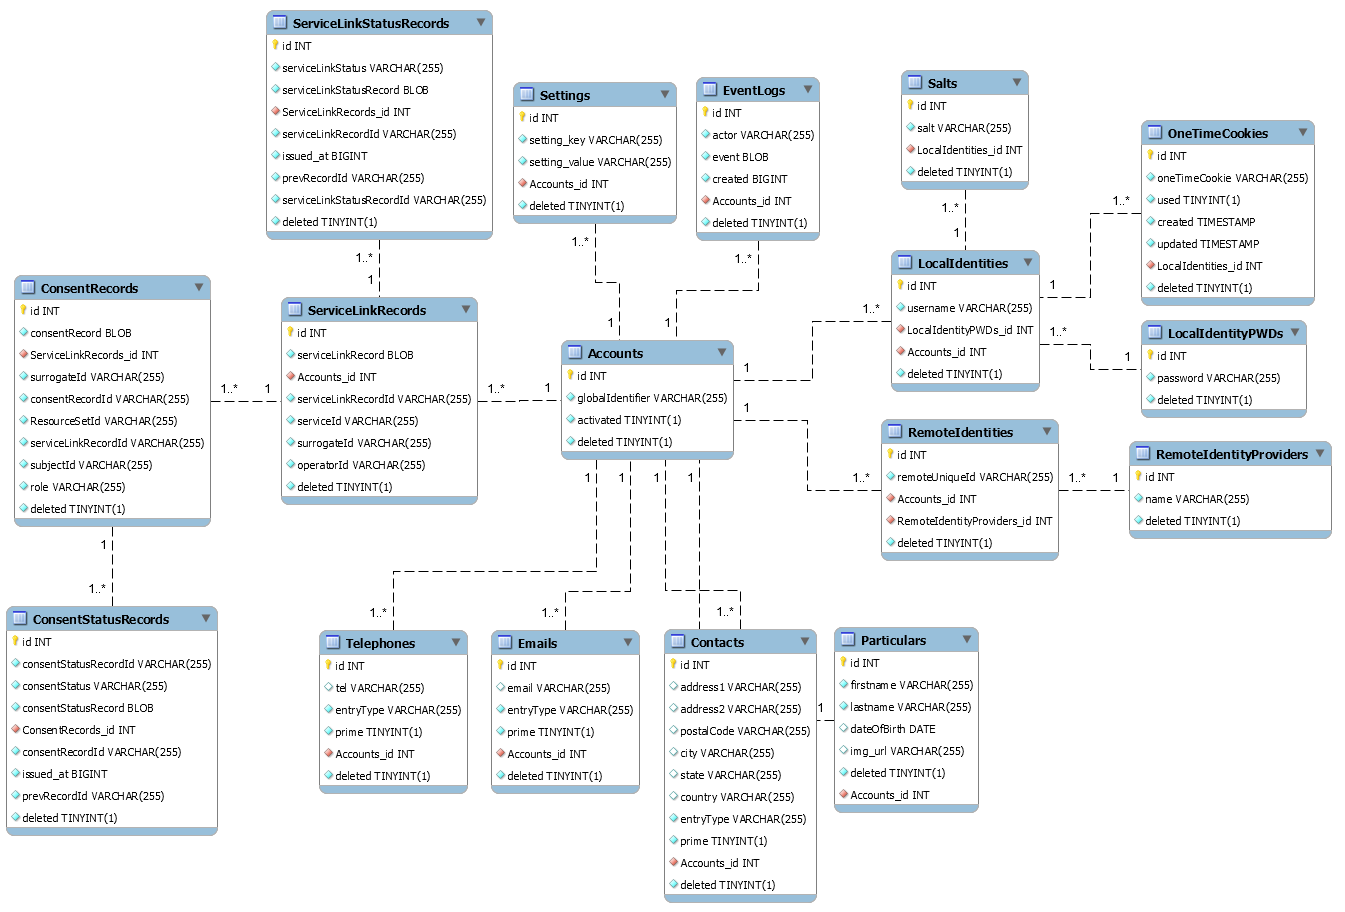 ServiceLinkStatusRecords
id INT
serviceLinkStatus VARCHAR(255)
serviceLinkStatusRecord BLOB
ServiceLinkRecords_id INT
serviceLinkRecordId VARCHAR(255)
issued_at BIGINT
prevRecordId VARCHAR(255)
serviceLinkStatusRecordId VARCHAR(255)
deleted TINYINT(1)
1..*
1
Settings
id INT
setting_key VARCHAR(255)
setting_value VARCHAR(255)
Accounts_id INT
deleted TINYINT(1)
1..*
1
EventLogs
id INT
actor VARCHAR(255)
event BLOB
created BIGINT
Accounts_id INT
deleted TINYINT(1)
1..*
1
Salts
id INT
salt VARCHAR(255)
LocalIdentities_id INT
deleted TINYINT(1)
1..*
1
OneTimeCookies
id INT
oneTimeCookie VARCHAR(255)
used TINYINT(1)
created TIMESTAMP
updated TIMESTAMP
LocalIdentities_id INT
deleted TINYINT(1)
1..*
1
LocalIdentities
id INT
username VARCHAR(255)
LocalIdentityPWDs_id INT
Accounts_id INT
deleted TINYINT(1)
1..*
1
LocalIdentityPWDs
id INT
password VARCHAR(255)
deleted TINYINT(1)
1..*
1
ConsentRecords
id INT
consentRecord BLOB
ServiceLinkRecords_id INT
surrogateId VARCHAR(255)
consentRecordId VARCHAR(255)
ResourceSetId VARCHAR(255)
serviceLinkRecordId VARCHAR(255)
subjectId VARCHAR(255)
role VARCHAR(255)
deleted TINYINT(1)
1..*
1
ServiceLinkRecords
id INT
serviceLinkRecord BLOB
Accounts_id INT
serviceLinkRecordId VARCHAR(255)
serviceId VARCHAR(255)
surrogateId VARCHAR(255)
operatorId VARCHAR(255)
deleted TINYINT(1)
1..*
1
Accounts
id INT
globalIdentifier VARCHAR(255)
activated TINYINT(1)
deleted TINYINT(1)
1
1..*
RemoteIdentities
id INT
remoteUniqueId VARCHAR(255)
Accounts_id INT
RemoteIdentityProviders_id INT
deleted TINYINT(1)
1..*
1
RemoteIdentityProviders
id INT
name VARCHAR(255)
deleted TINYINT(1)
1
1..*
ConsentStatusRecords
id INT
consentStatusRecordId VARCHAR(255)
consentStatus VARCHAR(255)
consentStatusRecord BLOB
ConsentRecords_id INT
consentRecordId VARCHAR(255)
issued_at BIGINT
prevRecordId VARCHAR(255)
deleted TINYINT(1)
1
1
1
1
1..*
1..*
1..*
Telephones
id INT
tel VARCHAR(255)
entryType VARCHAR(255)
prime TINYINT(1)
Accounts_id INT
deleted TINYINT(1)
Emails
id INT
email VARCHAR(255)
entryType VARCHAR(255)
prime TINYINT(1)
Accounts_id INT
deleted TINYINT(1)
Contacts
id INT
address1 VARCHAR(255)
address2 VARCHAR(255)
postalCode VARCHAR(255)
city VARCHAR(255)
state VARCHAR(255)
country VARCHAR(255)
entryType VARCHAR(255)
prime TINYINT(1)
Accounts_id INT
deleted TINYINT(1)
1
Particulars
id INT
firstname VARCHAR(255)
lastname VARCHAR(255)
dateOfBirth DATE
img_url VARCHAR(255)
deleted TINYINT(1)
Accounts_id INT